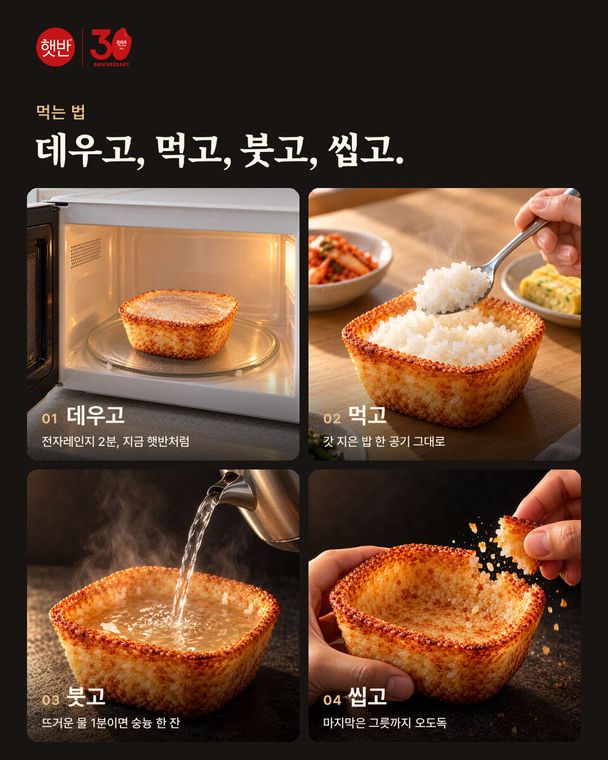 햇반
30
ANNIVERSARY
먹는 법
데우고, 먹고, 붓고, 씹고.
01 데우고
전자레인지 2분, 지금 햇반처럼
02 먹고
갓 지은 밥 한 공기 그대로
03 붓고
뜨거운 물 1분이면 숭늉 한 잔
04 씹고
마지막은 그릇까지 오도독